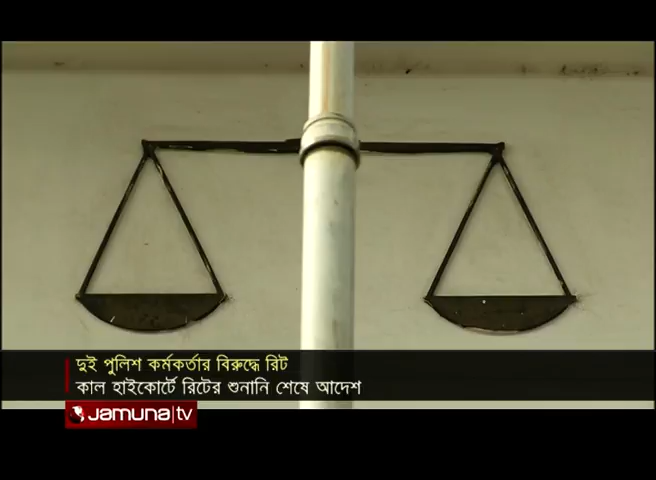 দুই পুলিশ কর্মকর্তার বিরুদ্ধে রিট
কাল হাইকোর্টে রিটের শুনানি শেষে আদেশ
Jamuna|tv